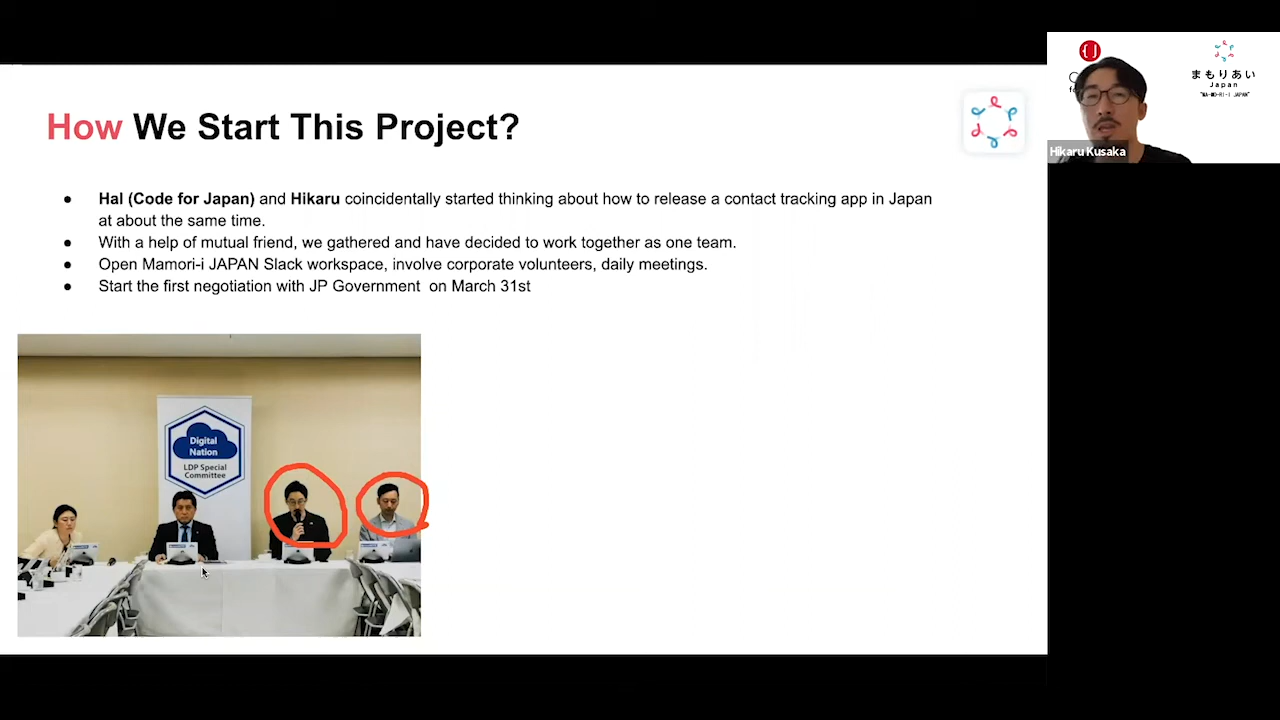 How We Start This Project?
● Hal (Code for Japan) and Hikaru coincidentally started thinking about how to release a contact tracking app in Japan
at about the same time.
● With a help of mutual friend, we gathered and have decided to work together as one team.
● Open Mamori-i JAPAN Slack workspace, involve corporate volunteers, daily meetings.
● Start the first negotiation with JP Government on March 31st
Digital
Nation
LDP Special
Committee
まもりあい
Japan
"MA-MO-RI-I JAPAN"
Hikaru Kusaka